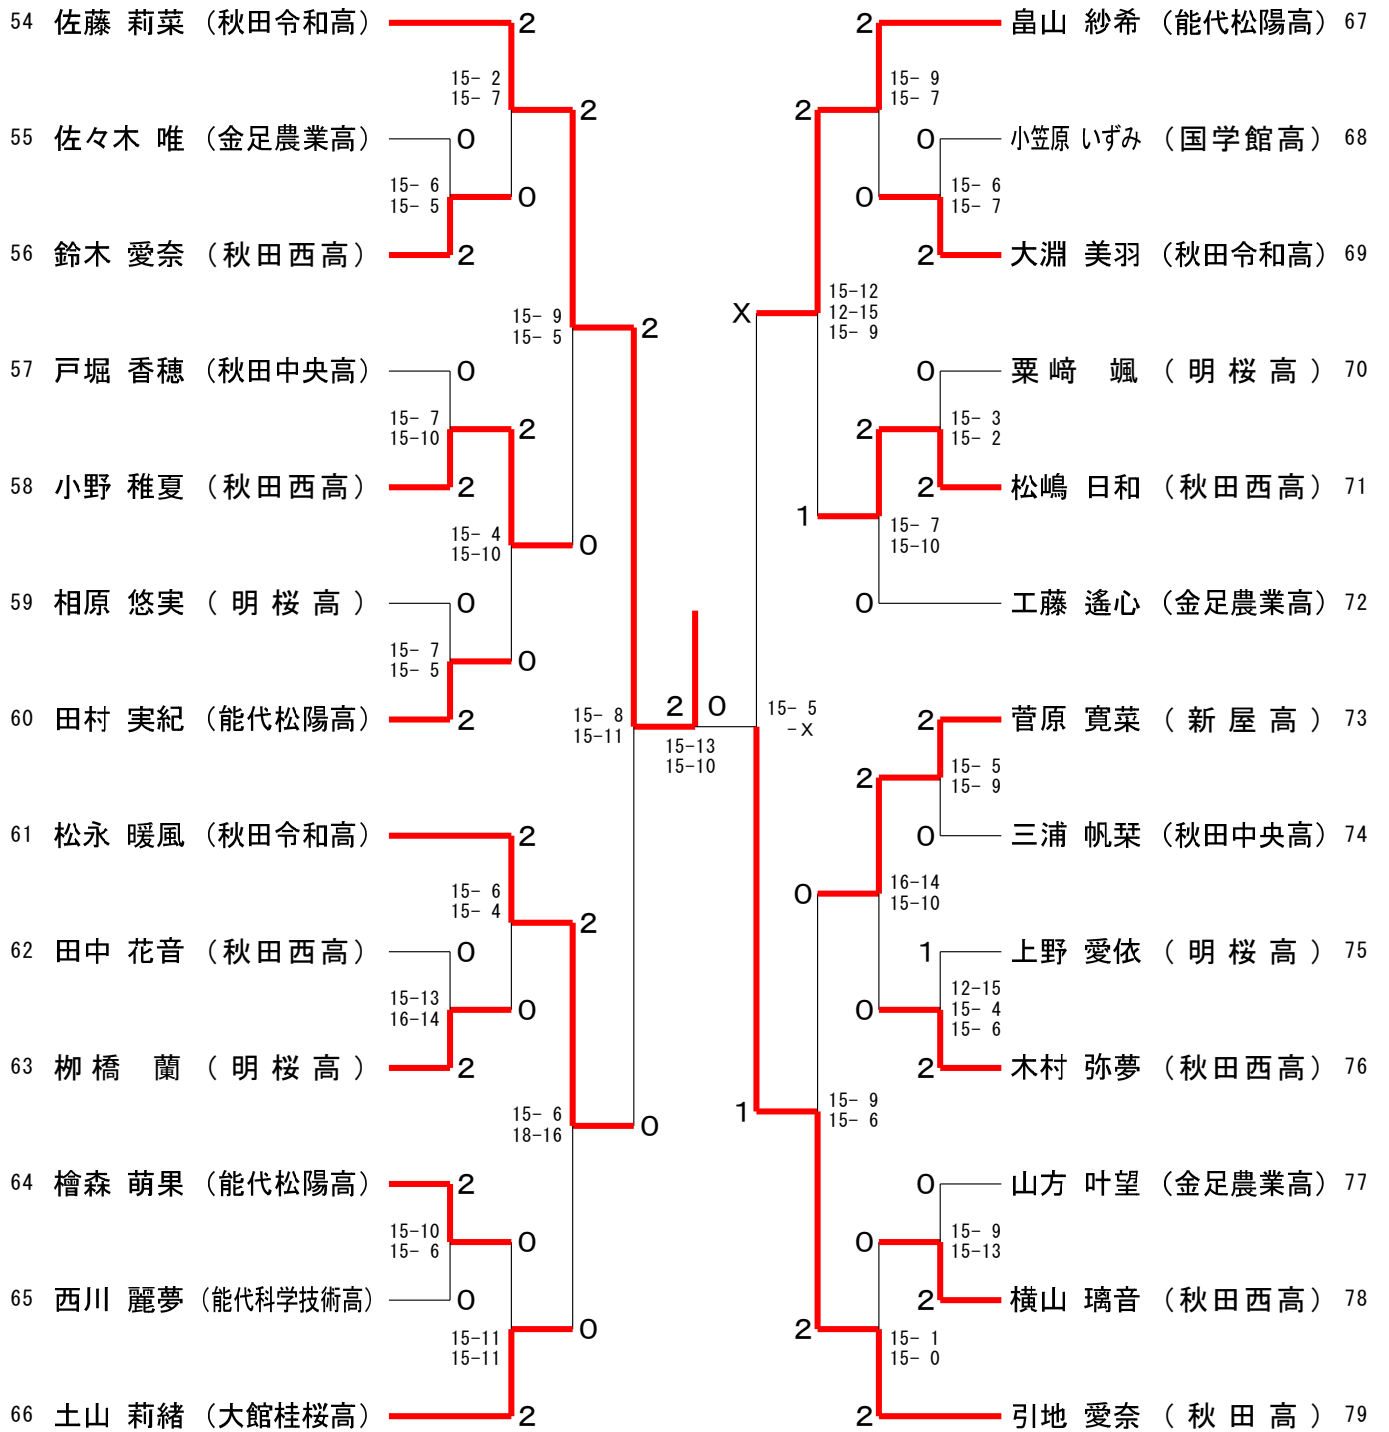 54 佐藤 莉菜 (秋田令和高) 2
15- 2
15- 7
2
55 佐々木 唯 (金足農業高) 0
15- 6
15- 5
0
56 鈴木 愛奈 (秋田西高) 2
15- 9
15- 5
2
57 戸堀 香穂 (秋田中央高) 0
15- 7
15-10
2
58 小野 稚夏 (秋田西高) 2
15- 4
15-10
0
59 相原 悠実 (明桜高) 0
15- 7
15- 5
0
60 田村 実紀 (能代松陽高) 2
15- 8
15-11
2 0
15-13
15-10
61 松永 暖風 (秋田令和高) 2
15- 6
15- 4
2
62 田中 花音 (秋田西高) 0
15-13
16-14
0
63 栁橋 蘭 (明桜高) 2
15- 6
18-16
0
64 檜森 萌果 (能代松陽高) 2
15-10
15- 6
0
65 西川 麗夢 (能代科学技術高) 0
15-11
15-11
0
66 土山 莉緒 (大館桂桜高) 2
2 畠山 紗希 (能代松陽高) 67
15- 9
15- 7
2
0 小笠原 いずみ (国学館高) 68
15- 6
15- 7
0
2 大淵 美羽 (秋田令和高) 69
X
15-12
12-15
15- 9
0 粟﨑 颯 (明桜高) 70
15- 3
15- 2
2
2 松嶋 日和 (秋田西高) 71
1
15- 7
15-10
0 工藤 遙心 (金足農業高) 72
15- 5
-X
2 菅原 寛菜 (新屋高) 73
15- 5
15- 9
2
0 三浦 帆栞 (秋田中央高) 74
0
16-14
15-10
1 上野 愛依 (明桜高) 75
12-15
15- 4
15- 6
0
2 木村 弥夢 (秋田西高) 76
1
15- 9
15- 6
0 山方 叶望 (金足農業高) 77
15- 9
15-13
0
2 横山 璃音 (秋田西高) 78
2
15- 1
15- 0
2 引地 愛奈 (秋田高) 79